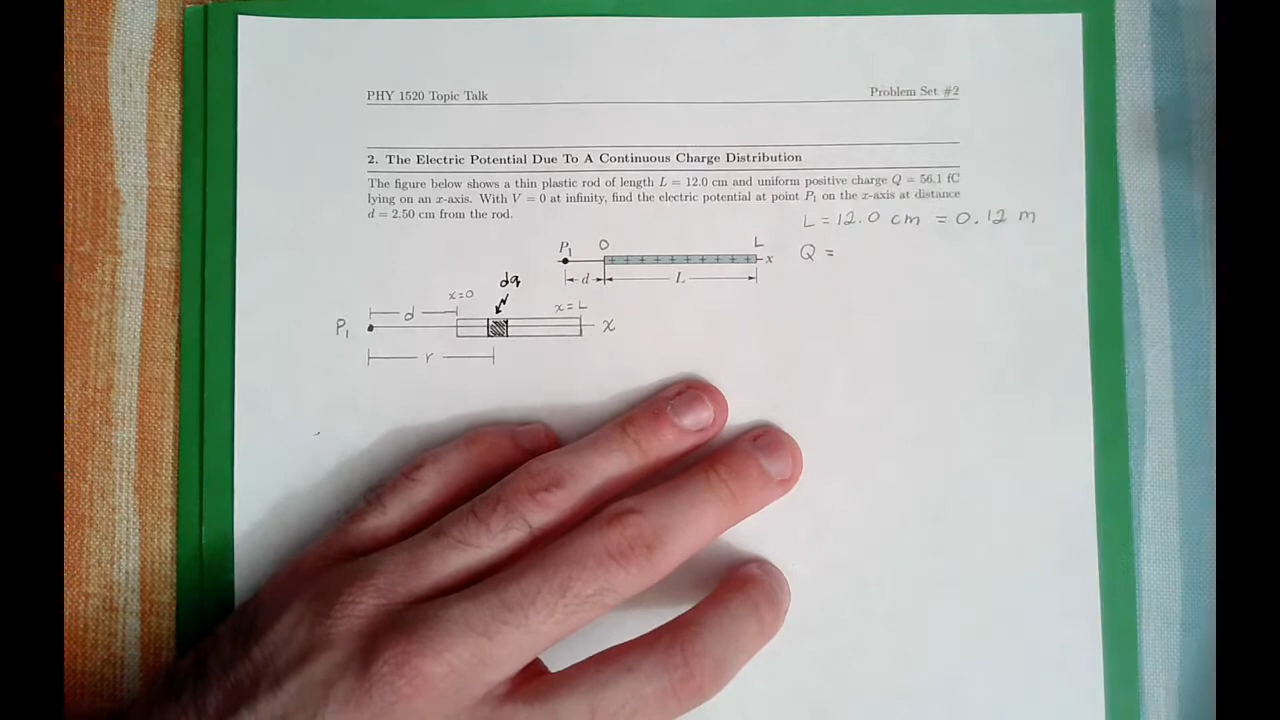 PHY 1520 Topic Talk Problem Set #2
2. The Electric Potential Due To A Continuous Charge Distribution
The figure below shows a thin plastic rod of length L = 12.0 cm and uniform positive charge Q = 56.1 fC
lying on an x-axis. With V = 0 at infinity, find the electric potential at point P₁ on the x-axis at distance
d = 2.50 cm from the rod.
L = 12.0 cm = 0.12 m
Q =
P₁ 0 L
+ + + + + + + + + + x
d L
dq
x=0 x=L
d
P₁ x
r